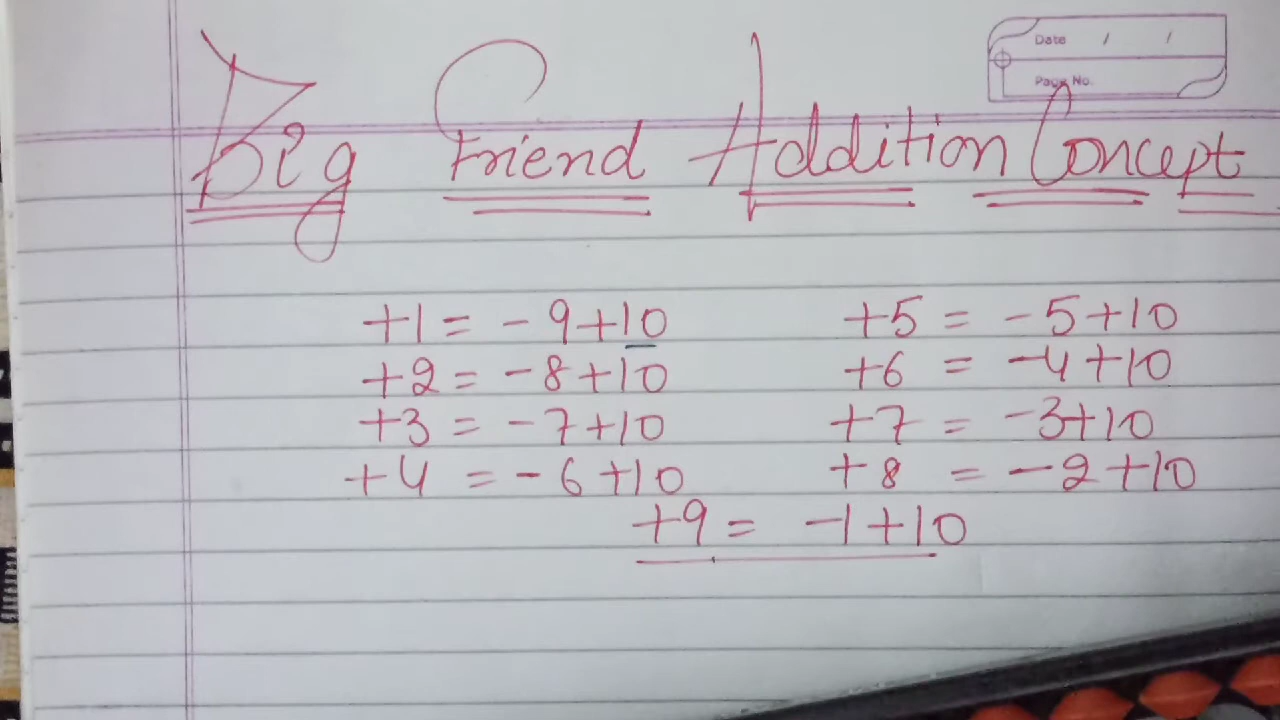 Date / /
Page No.
Big Friend Addition Concept
+1 = -9+10 +5 = -5+10
+2 = -8+10 +6 = -4+10
+3 = -7+10 +7 = -3+10
+4 = -6+10 +8 = -2+10
+9 = -1+10